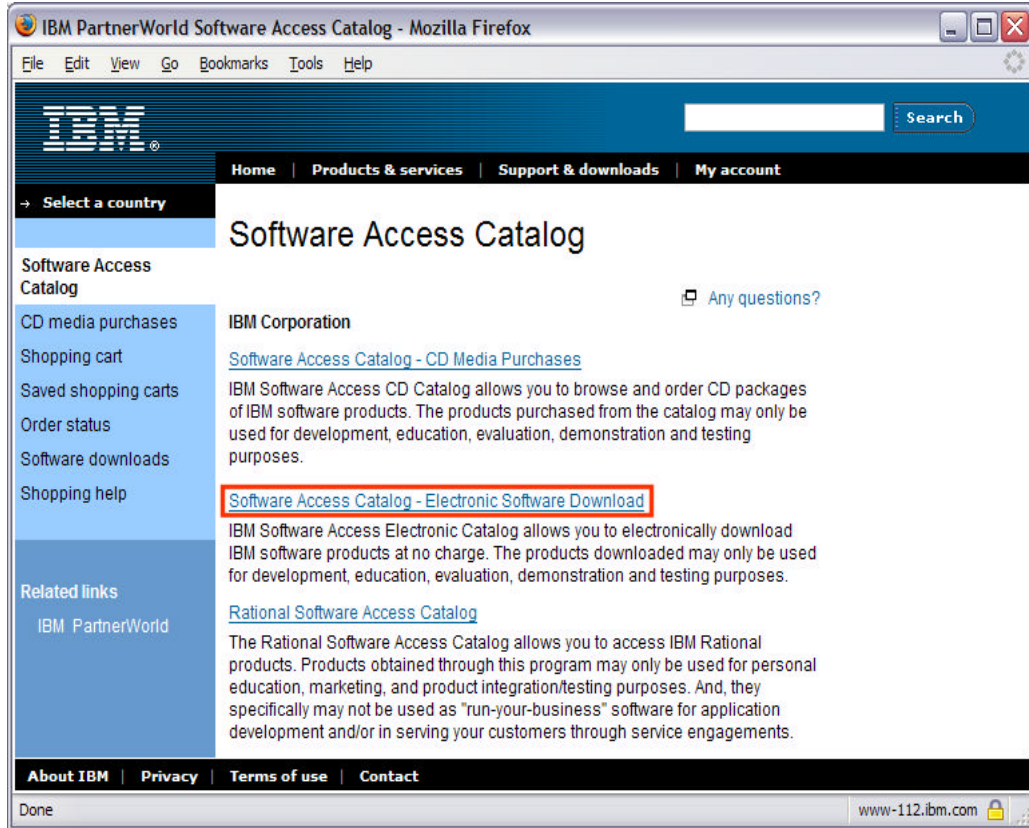 IBM PartnerWorld Software Access Catalog - Mozilla Firefox
File Edit View Go Bookmarks Tools Help
IBM®
Search
Home | Products & services | Support & downloads | My account
→ Select a country
Software Access Catalog
Software Access
Catalog
Any questions?
CD media purchases
Shopping cart
Saved shopping carts
Order status
Software downloads
Shopping help
Related links
IBM PartnerWorld
IBM Corporation
Software Access Catalog - CD Media Purchases
IBM Software Access CD Catalog allows you to browse and order CD packages
of IBM software products. The products purchased from the catalog may only be
used for development, education, evaluation, demonstration and testing
purposes.
Software Access Catalog - Electronic Software Download
IBM Software Access Electronic Catalog allows you to electronically download
IBM software products at no charge. The products downloaded may only be used
for development, education, evaluation, demonstration and testing purposes.
Rational Software Access Catalog
The Rational Software Access Catalog allows you to access IBM Rational
products. Products obtained through this program may only be used for personal
education, marketing, and product integration/testing purposes. And, they
specifically may not be used as "run-your-business" software for application
development and/or in serving your customers through service engagements.
About IBM | Privacy | Terms of use | Contact
Done
www-112.ibm.com